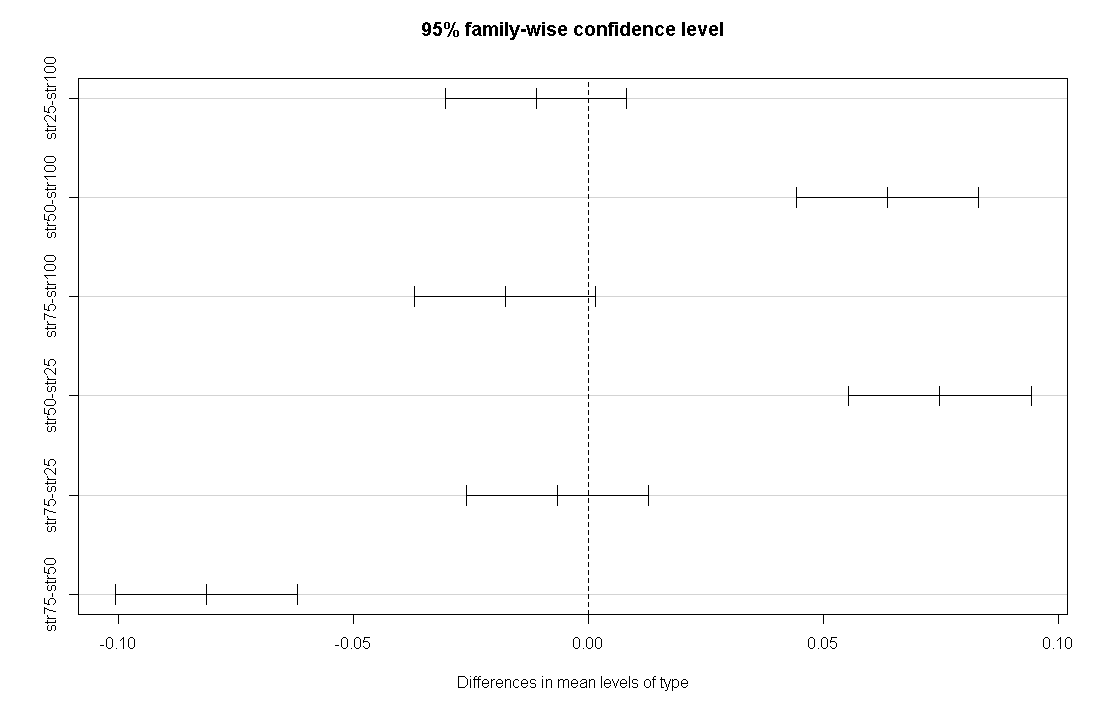 95% family-wise confidence level
str25-str100
str50-str100
str75-str100
str50-str25
str75-str25
str75-str50
-0.10 -0.05 0.00 0.05 0.10
Differences in mean levels of type